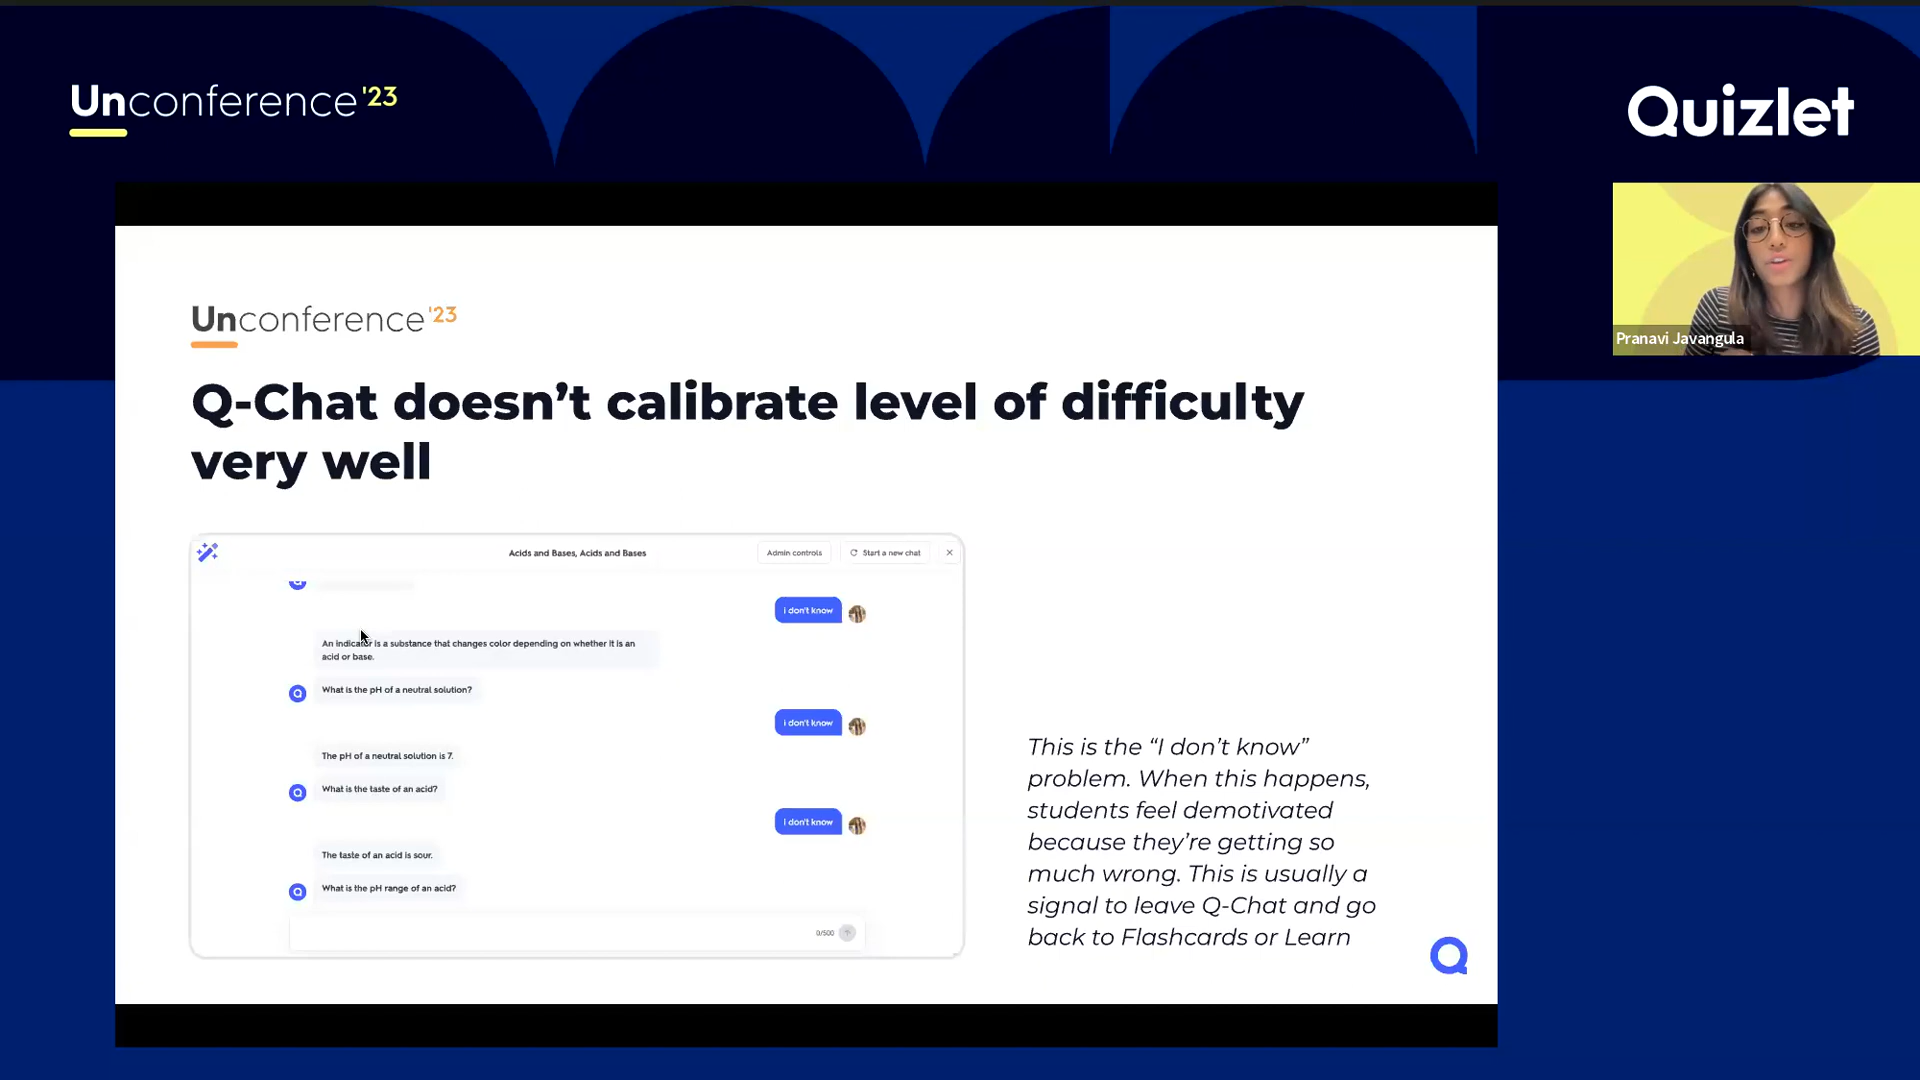 Unconference '23
Quizlet
Pranavi Javangula
Unconference '23
Q-Chat doesn’t calibrate level of difficulty
very well
Acids and Bases, Acids and Bases
Admin controls
Start a new chat
i don't know
An indicator is a substance that changes color depending on whether it is an
acid or base.
What is the pH of a neutral solution?
i don't know
The pH of a neutral solution is 7.
What is the taste of an acid?
i don't know
The taste of an acid is sour.
What is the pH range of an acid?
0/500
This is the “I don’t know”
problem. When this happens,
students feel demotivated
because they’re getting so
much wrong. This is usually a
signal to leave Q-Chat and go
back to Flashcards or Learn